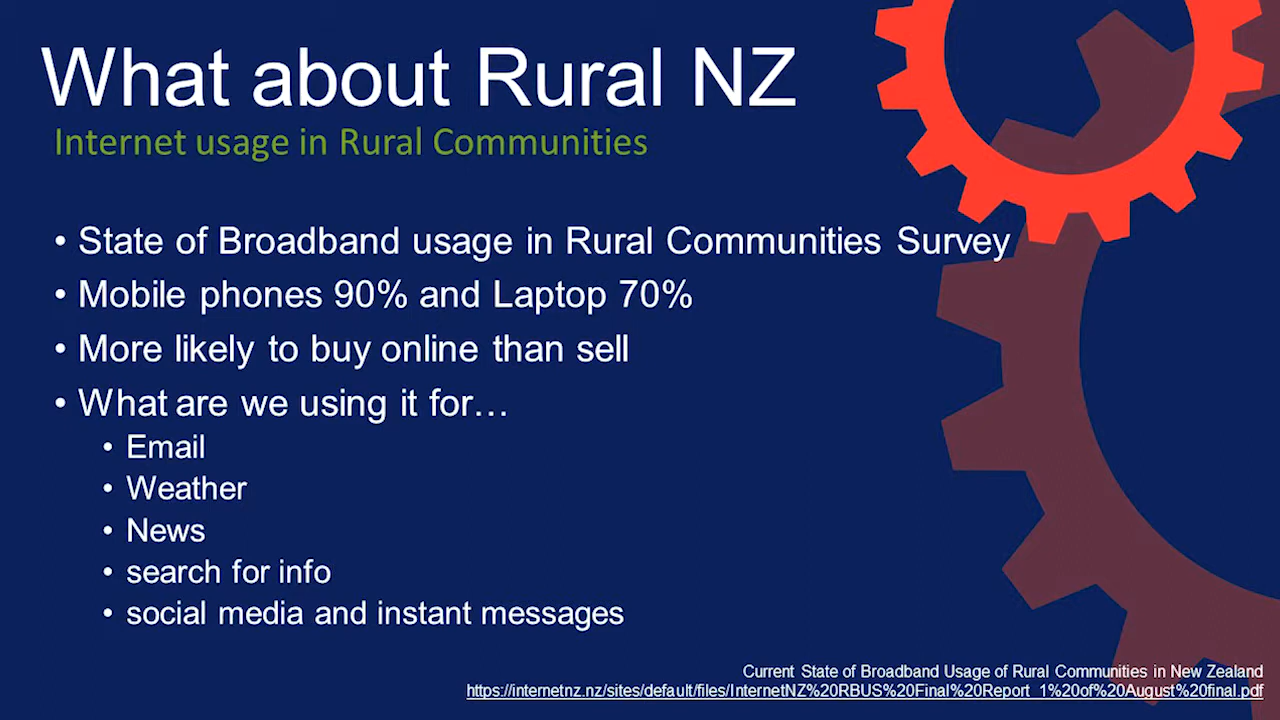 What about Rural NZ
Internet usage in Rural Communities
• State of Broadband usage in Rural Communities Survey
• Mobile phones 90% and Laptop 70%
• More likely to buy online than sell
• What are we using it for…
• Email
• Weather
• News
• search for info
• social media and instant messages
Current State of Broadband Usage of Rural Communities in New Zealand
https://internetnz.nz/sites/default/files/InternetNZ%20RBUS%20Final%20Report_1%20of%20August%20final.pdf